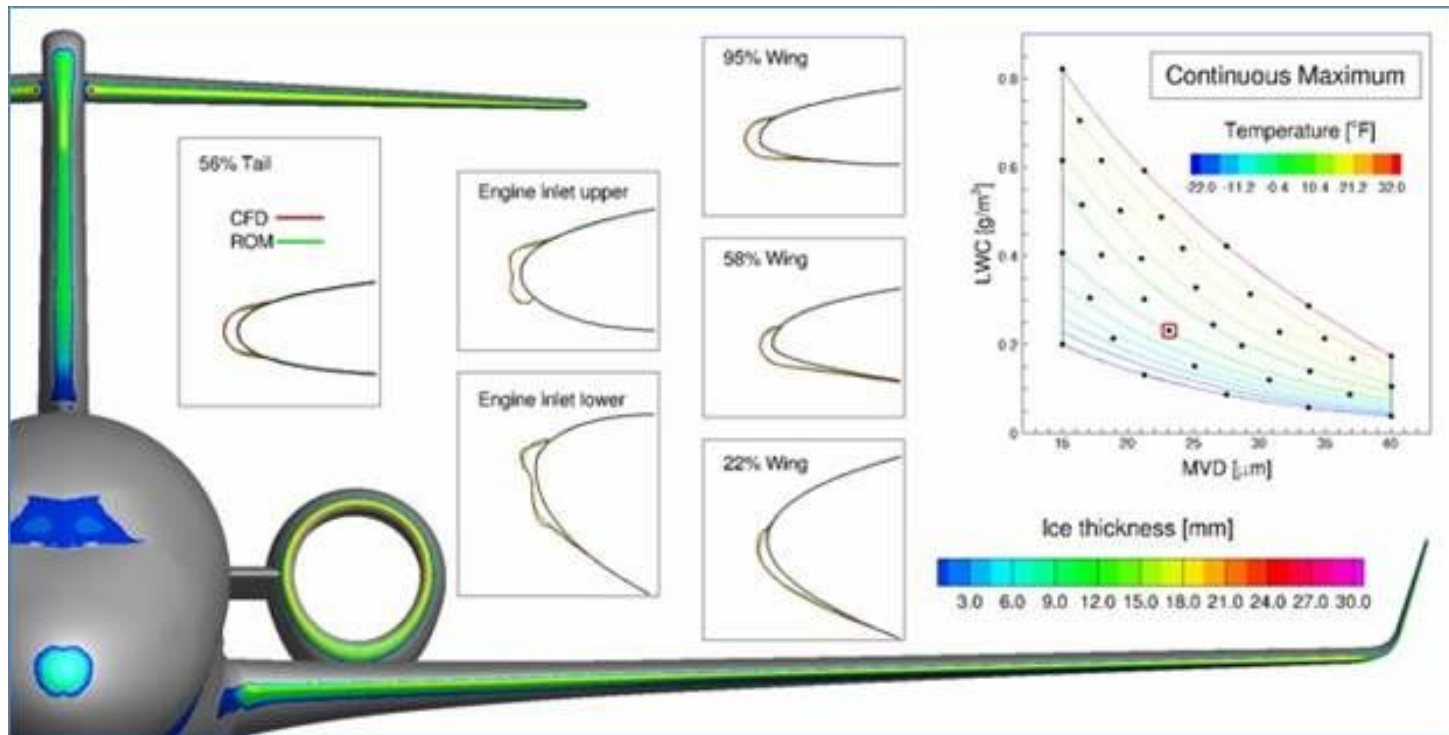 56% Tail
CFD
ROM
Engine inlet upper
Engine inlet lower
95% Wing
58% Wing
22% Wing
Continuous Maximum
Temperature [°F]
-22.0 -11.2 -0.4 10.4 21.2 32.0
LWC [g/m³]
0.8
0.6
0.4
0.2
0
15 20 25 30 35 40
MVD [μm]
Ice thickness [mm]
3.0 6.0 9.0 12.0 15.0 18.0 21.0 24.0 27.0 30.0